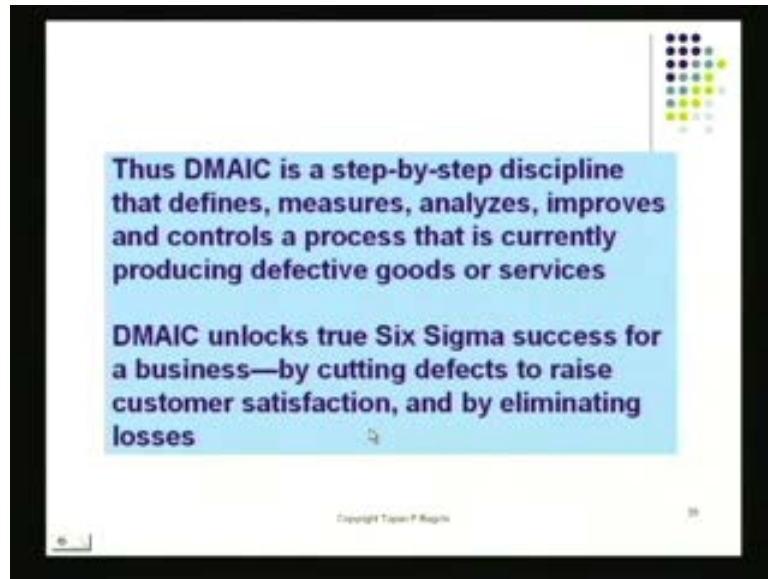 Thus DMAIC is a step-by-step discipline
that defines, measures, analyzes, improves
and controls a process that is currently
producing defective goods or services
DMAIC unlocks true Six Sigma success for
a business—by cutting defects to raise
customer satisfaction, and by eliminating
losses
Copyright Tapan P